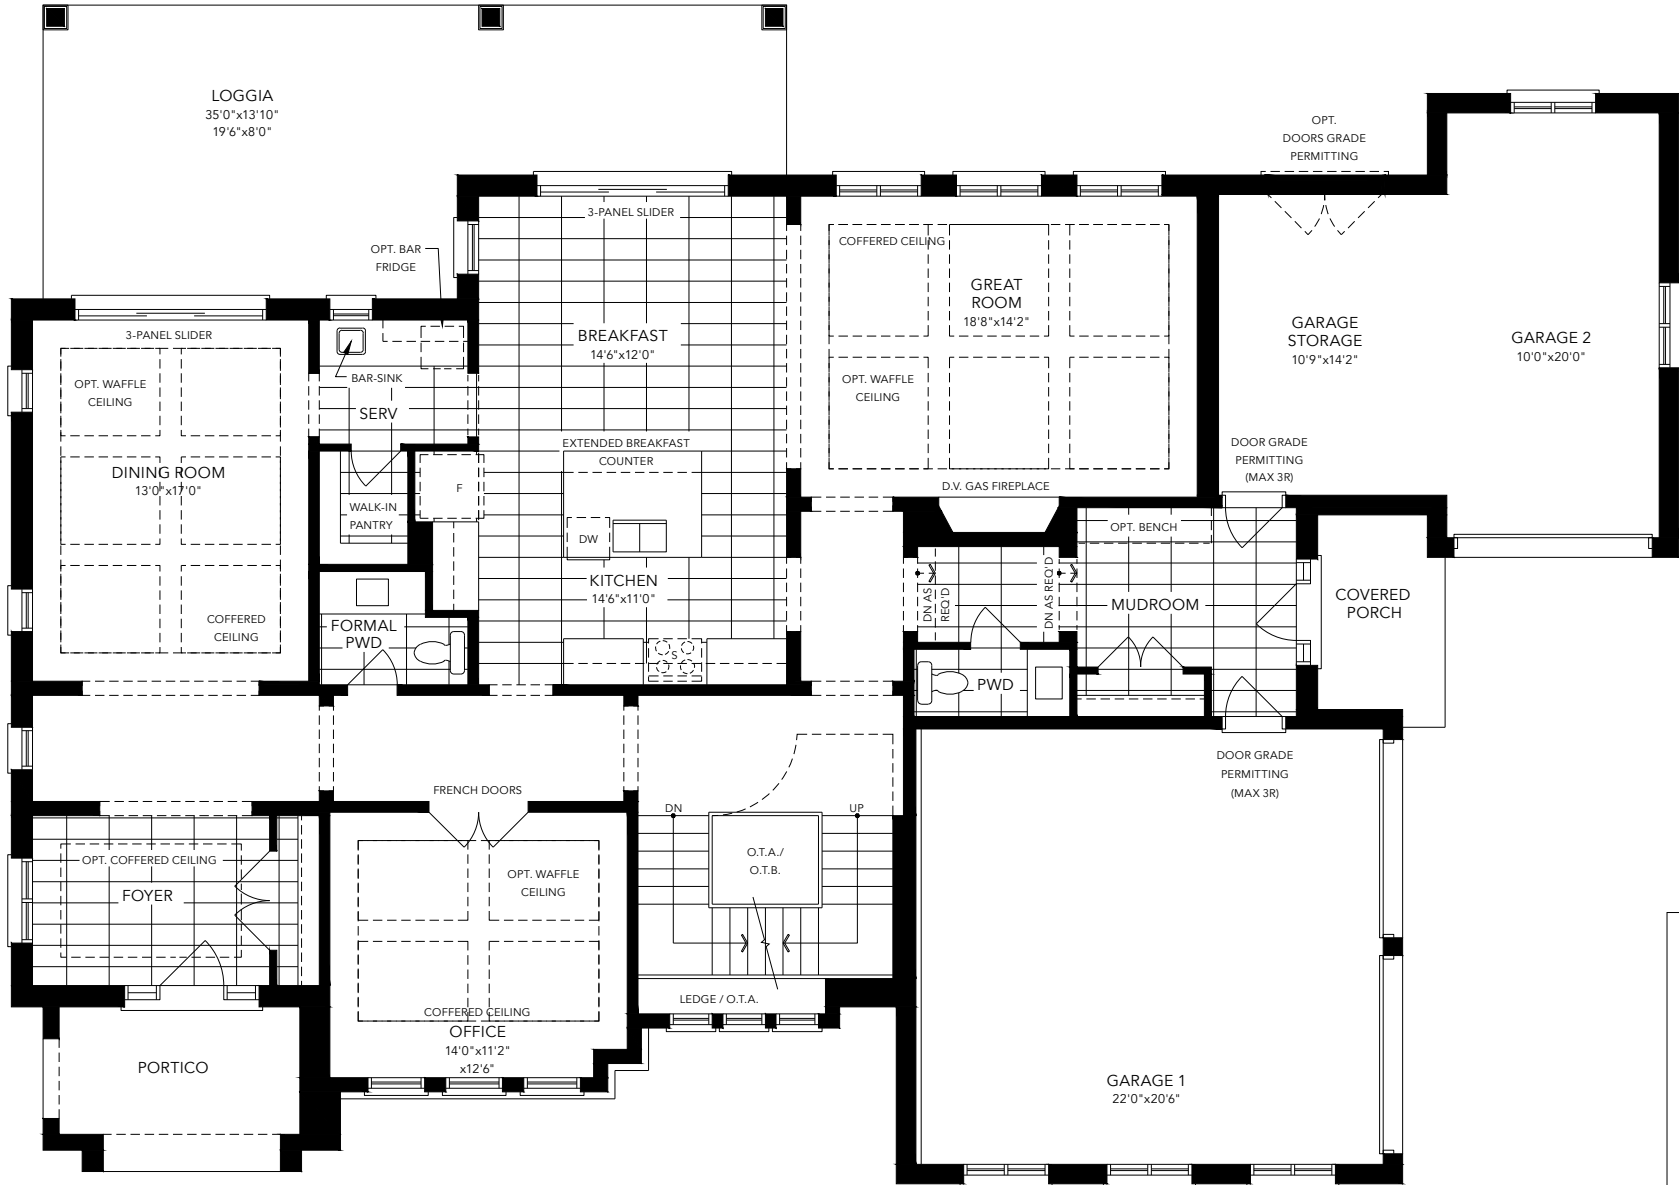 LOGGIA
35'0"x13'10"
19'6"x8'0"
OPT.
DOORS GRADE
PERMITTING
3-PANEL SLIDER
OPT. BAR
FRIDGE
COFFERED CEILING
GREAT
ROOM
18'8"x14'2"
BREAKFAST
14'6"x12'0"
GARAGE
STORAGE
10'9"x14'2"
GARAGE 2
10'0"x20'0"
3-PANEL SLIDER
OPT. WAFFLE
CEILING
BAR-SINK
SERV
OPT. WAFFLE
CEILING
EXTENDED BREAKFAST
COUNTER
DOOR GRADE
PERMITTING
(MAX 3R)
DINING ROOM
13'0"x17'0"
F
D.V. GAS FIREPLACE
WALK-IN
PANTRY
DW
OPT. BENCH
KITCHEN
14'6"x11'0"
DN AS
REQ'D
DN AS REQ'D
MUDROOM
COVERED
PORCH
COFFERED
CEILING
FORMAL
PWD
S
PWD
DOOR GRADE
PERMITTING
(MAX 3R)
FRENCH DOORS
DN
UP
OPT. COFFERED CEILING
FOYER
OPT. WAFFLE
CEILING
O.T.A./
O.T.B.
LEDGE / O.T.A.
COFFERED CEILING
OFFICE
14'0"x11'2"
x12'6"
PORTICO
GARAGE 1
22'0"x20'6"